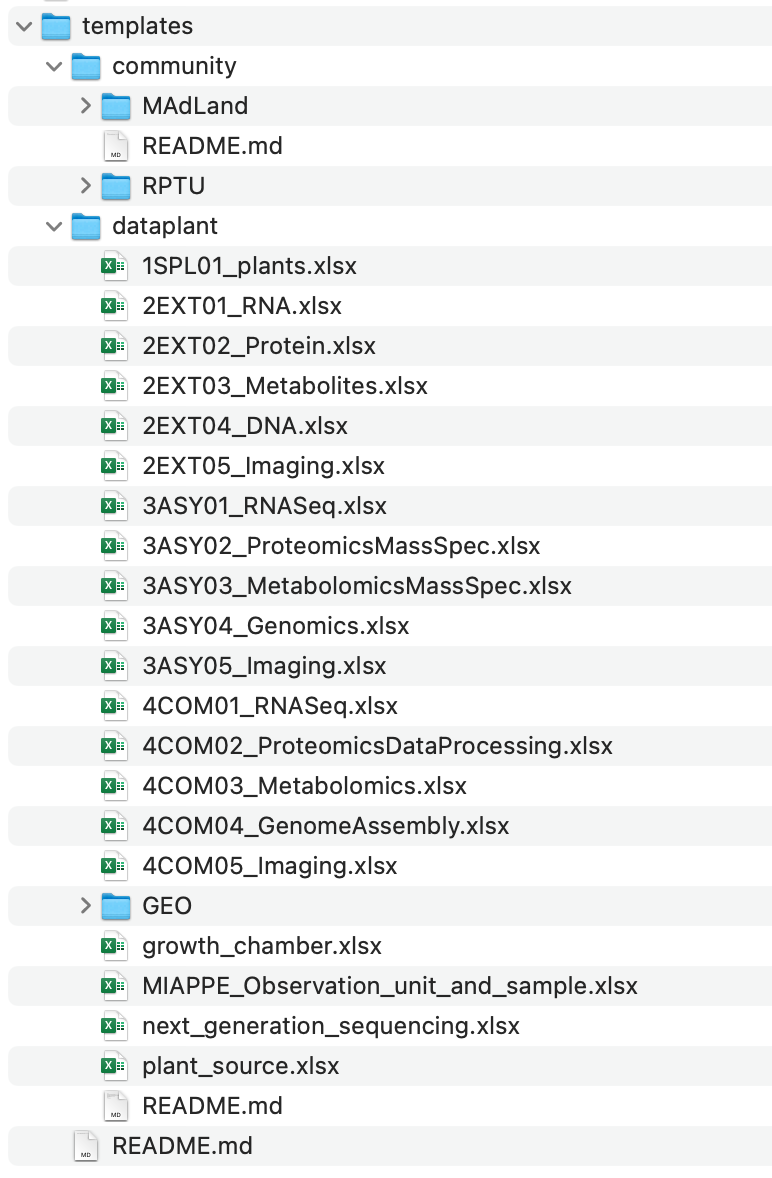 templates
community
MAdLand
README.md
RPTU
dataplant
1SPL01_plants.xlsx
2EXT01_RNA.xlsx
2EXT02_Protein.xlsx
2EXT03_Metabolites.xlsx
2EXT04_DNA.xlsx
2EXT05_Imaging.xlsx
3ASY01_RNASeq.xlsx
3ASY02_ProteomicsMassSpec.xlsx
3ASY03_MetabolomicsMassSpec.xlsx
3ASY04_Genomics.xlsx
3ASY05_Imaging.xlsx
4COM01_RNASeq.xlsx
4COM02_ProteomicsDataProcessing.xlsx
4COM03_Metabolomics.xlsx
4COM04_GenomeAssembly.xlsx
4COM05_Imaging.xlsx
GEO
growth_chamber.xlsx
MIAPPE_Observation_unit_and_sample.xlsx
next_generation_sequencing.xlsx
plant_source.xlsx
README.md
README.md